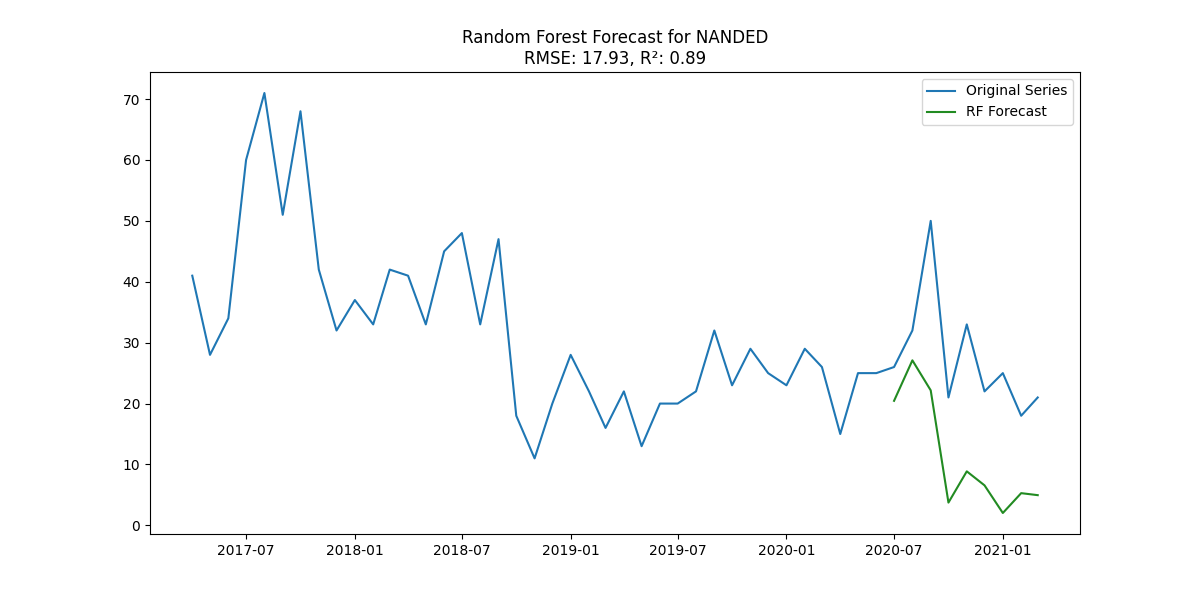 Random Forest Forecast for NANDED
RMSE: 17.93, R²: 0.89
Original Series
RF Forecast
70
60
50
40
30
20
10
0
2017-07 2018-01 2018-07 2019-01 2019-07 2020-01 2020-07 2021-01